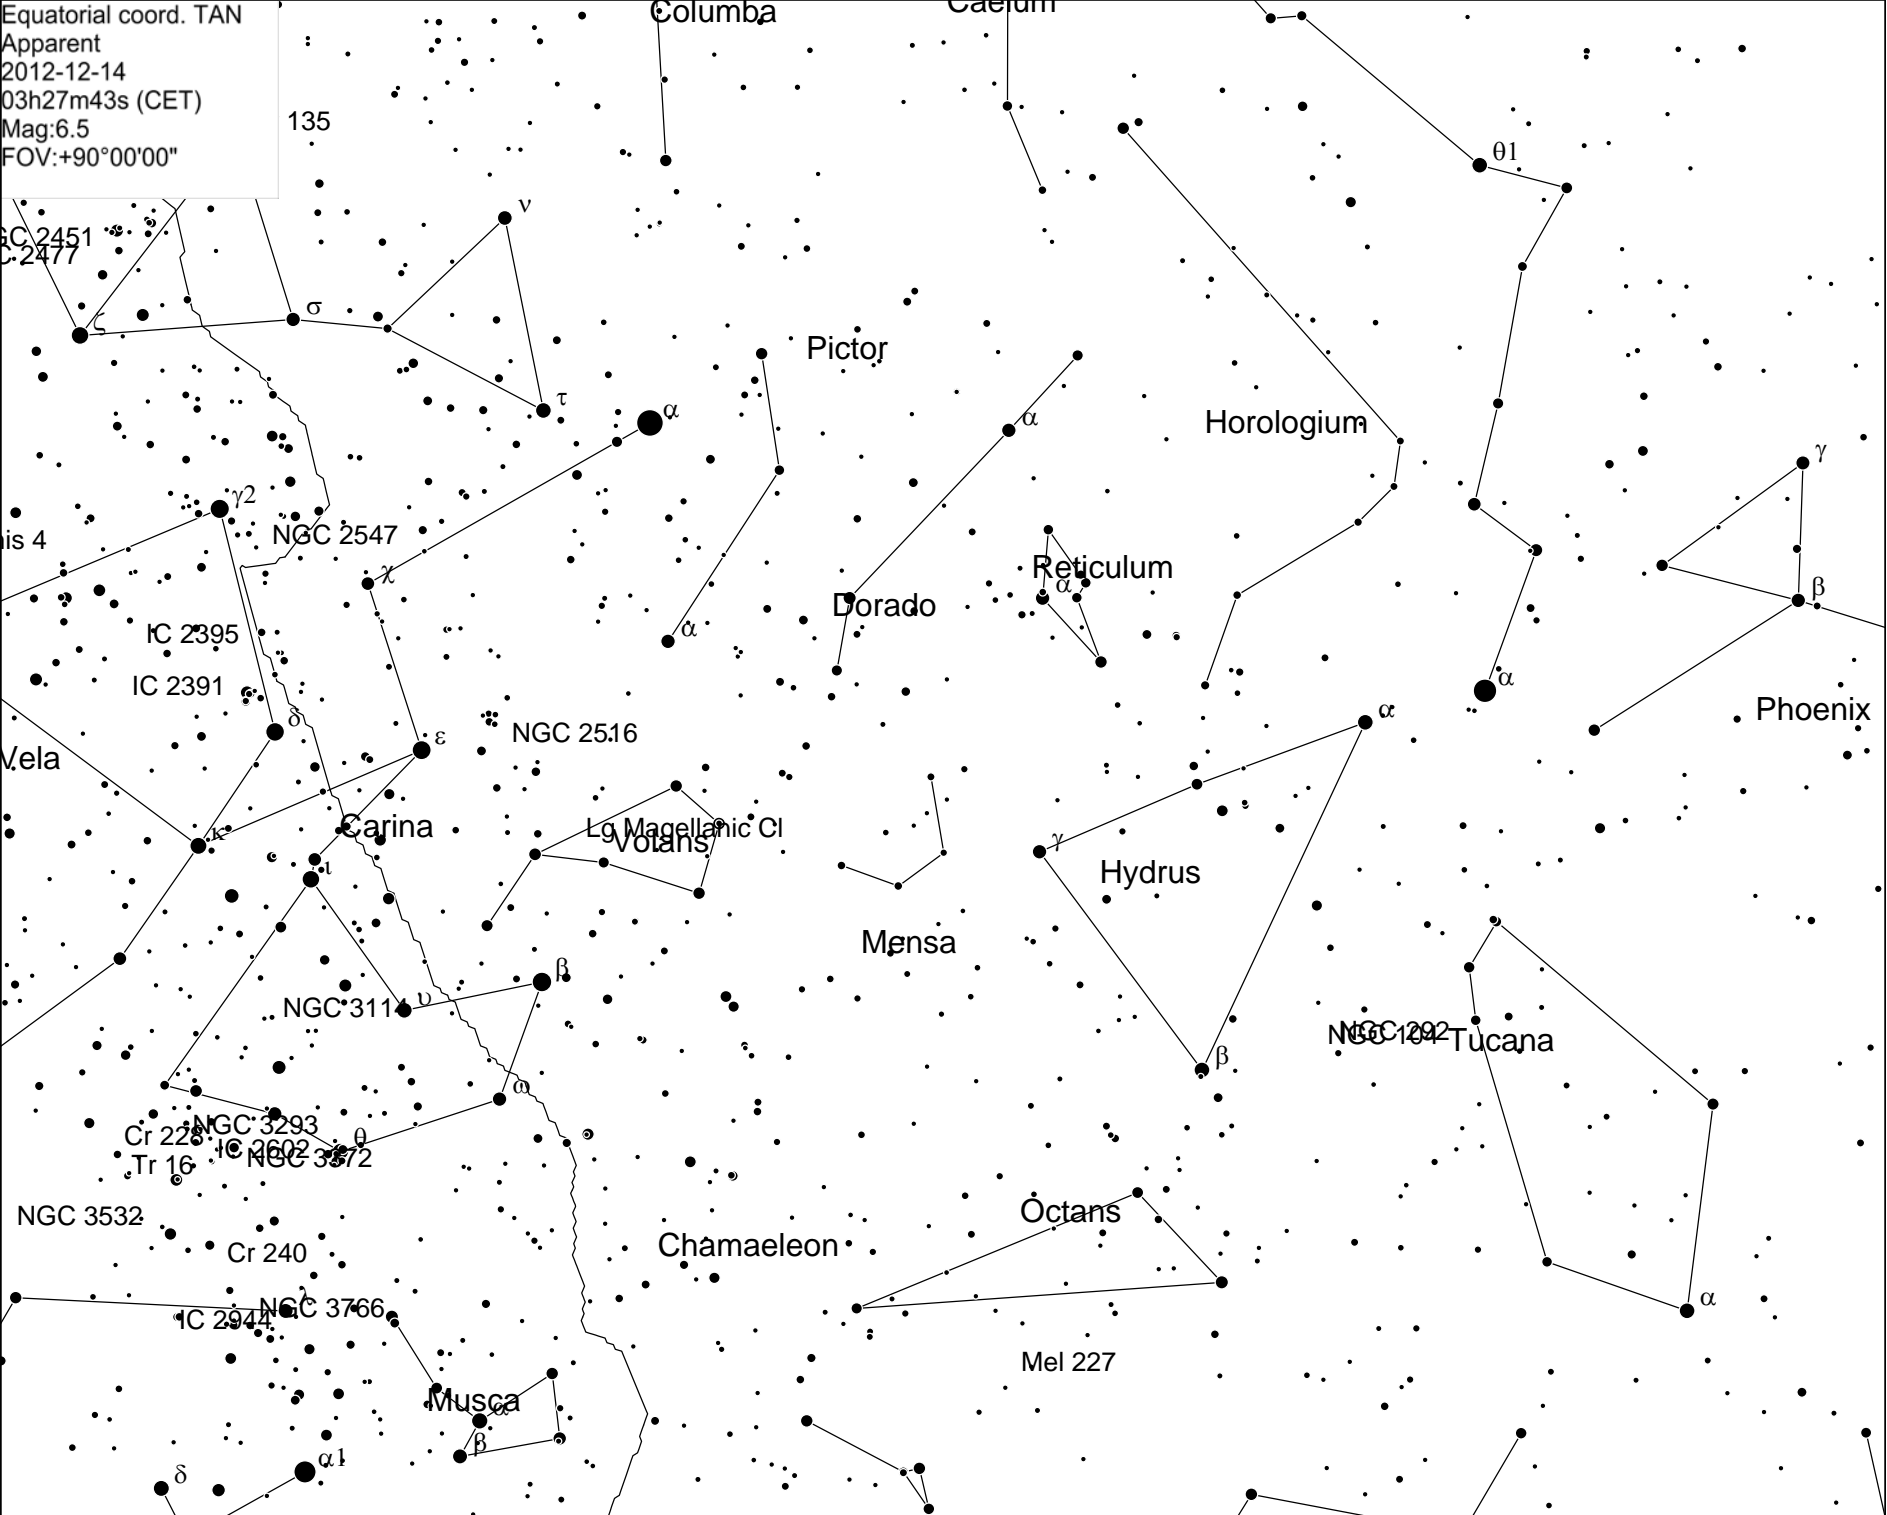 Equatorial coord. TAN
Apparent
2012-12-14
03h27m43s (CET)
Mag:6.5
FOV:+90°00'00"
Columba
Caelum
135
θ1
ν
GC 2451
C 2477
σ
ζ
Pictor
τ
α
α
Horologium
γ
γ2
NGC 2547
nis 4
χ
Reticulum
α
Dorado
β
IC 2395
α
IC 2391
α
δ
α
Phoenix
ε
NGC 2516
Vela
κ
Carina
Lg Magellanic Cl
Volans
γ
Hydrus
ι
Mensa
β
υ
NGC 3114
NGC 292
NGC 104
Tucana
β
ω
NGC 3293
Cr 228
θ
IC 2602
NGC 3372
Tr 16
NGC 3532
Octans
Cr 240
Chamaeleon
λ
NGC 3766
IC 2944
α
Mel 227
Musca
α
β
α1
δ